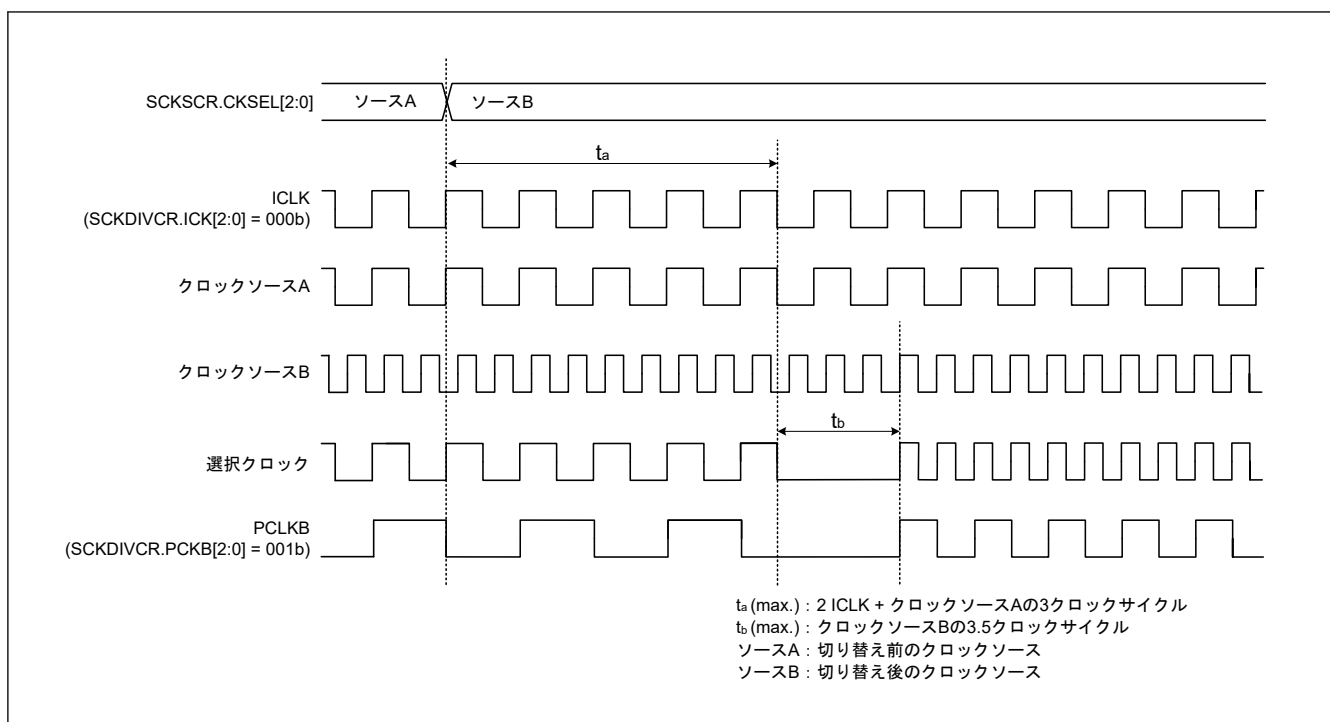 SCKSCR.CKSEL[2:0]
ソースA
ソースB
ta
ICLK
(SCKDIVCR.ICK[2:0] = 000b)
クロックソースA
クロックソースB
tb
選択クロック
PCLKB
(SCKDIVCR.PCKB[2:0] = 001b)
ta (max.) : 2 ICLK + クロックソースAの3クロックサイクル
tb (max.) : クロックソースBの3.5クロックサイクル
ソースA : 切り替え前のクロックソース
ソースB : 切り替え後のクロックソース